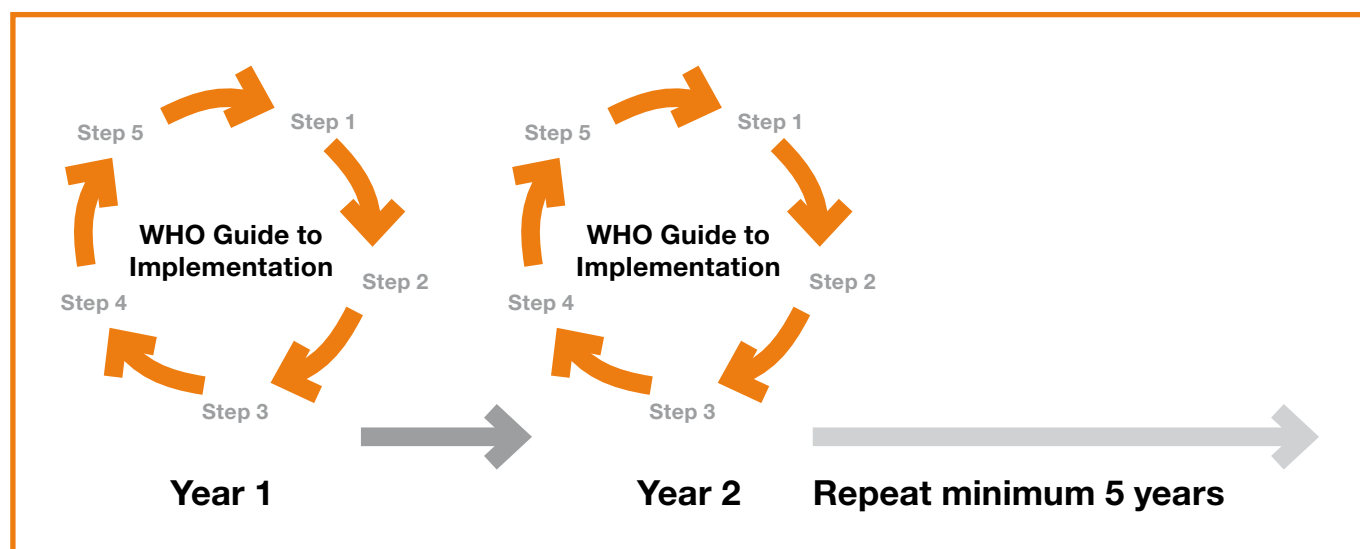 Step 1
Step 5
WHO Guide to
Implementation
Step 2
Step 4
Step 3
Year 1
Step 1
Step 5
WHO Guide to
Implementation
Step 2
Step 4
Step 3
Year 2
Repeat minimum 5 years